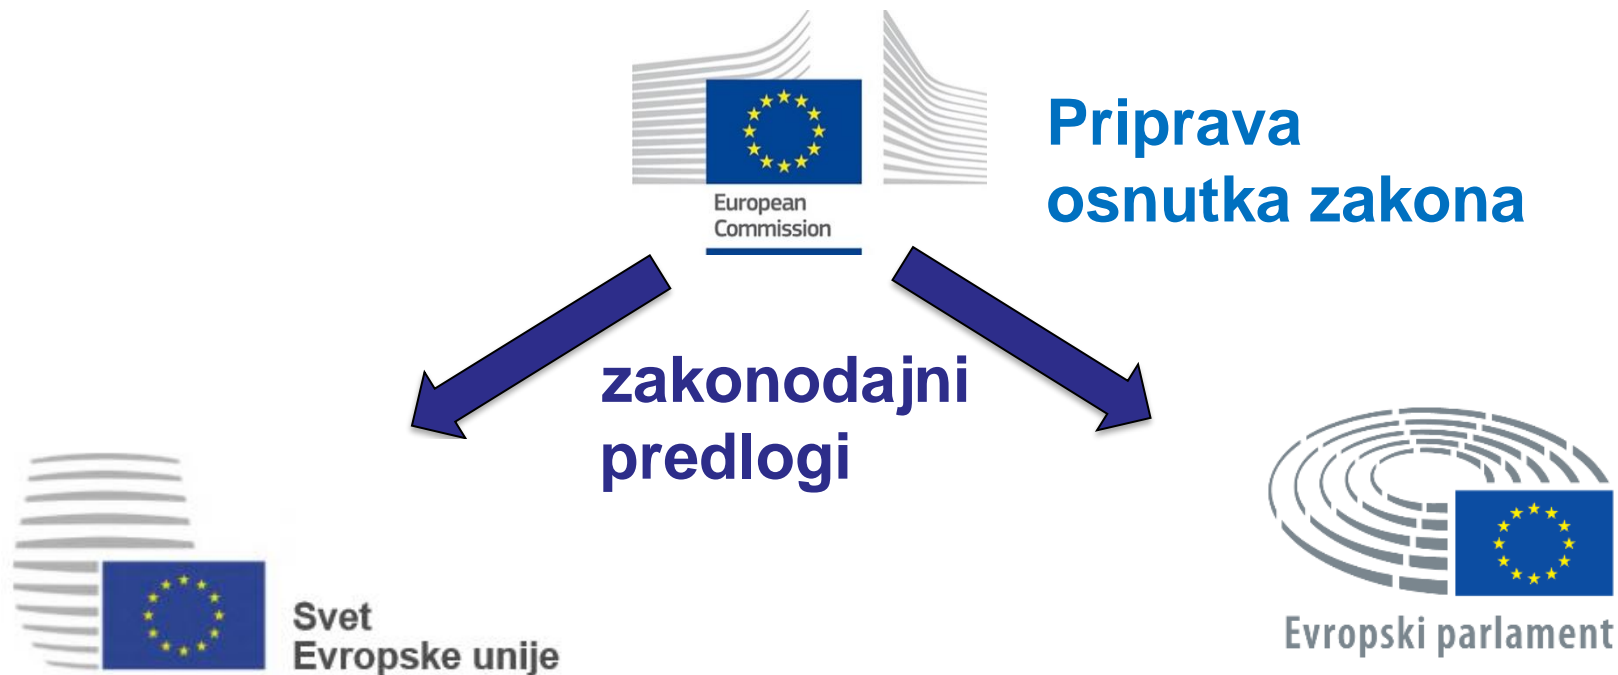 Priprava
osnutka zakona
European
Commission
zakonodajni
predlogi
Svet
Evropske unije
Evropski parlament